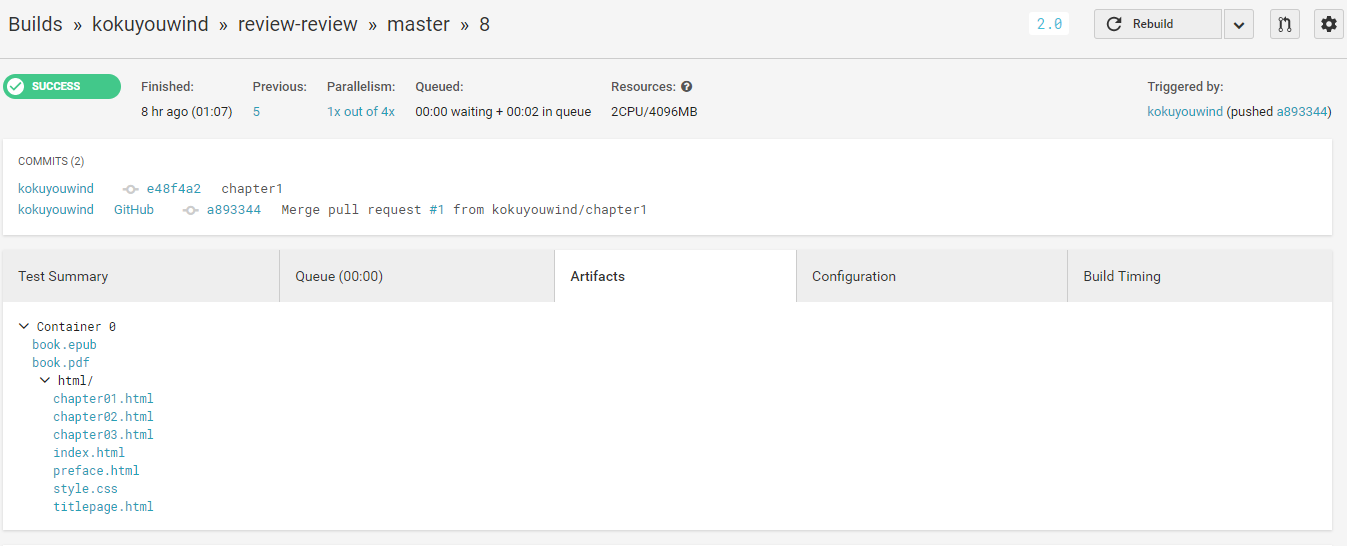 Builds » kokuyouwind » review-review » master » 8
2.0
Rebuild
SUCCESS
Finished: Previous: Parallelism: Queued: Resources: Triggered by:
8 hr ago (01:07) 5 1x out of 4x 00:00 waiting + 00:02 in queue 2CPU/4096MB kokuyouwind (pushed a893344)
COMMITS (2)
kokuyouwind e48f4a2 chapter1
kokuyouwind GitHub a893344 Merge pull request #1 from kokuyouwind/chapter1
Test Summary Queue (00:00) Artifacts Configuration Build Timing
Container 0
book.epub
book.pdf
html/
chapter01.html
chapter02.html
chapter03.html
index.html
preface.html
style.css
titlepage.html